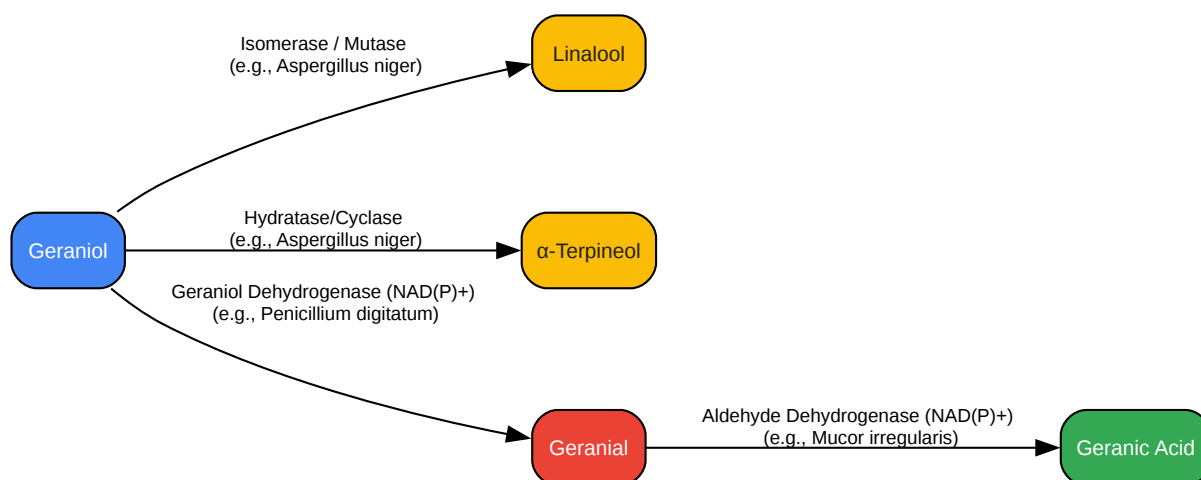 Isomerase / Mutase
(e.g., Aspergillus niger)
Linalool
Geraniol
Hydratase/Cyclase
(e.g., Aspergillus niger)
α-Terpineol
Geraniol Dehydrogenase (NAD(P)+)
(e.g., Penicillium digitatum)
Geranial
Aldehyde Dehydrogenase (NAD(P)+)
(e.g., Mucor irregularis)
Geranic Acid